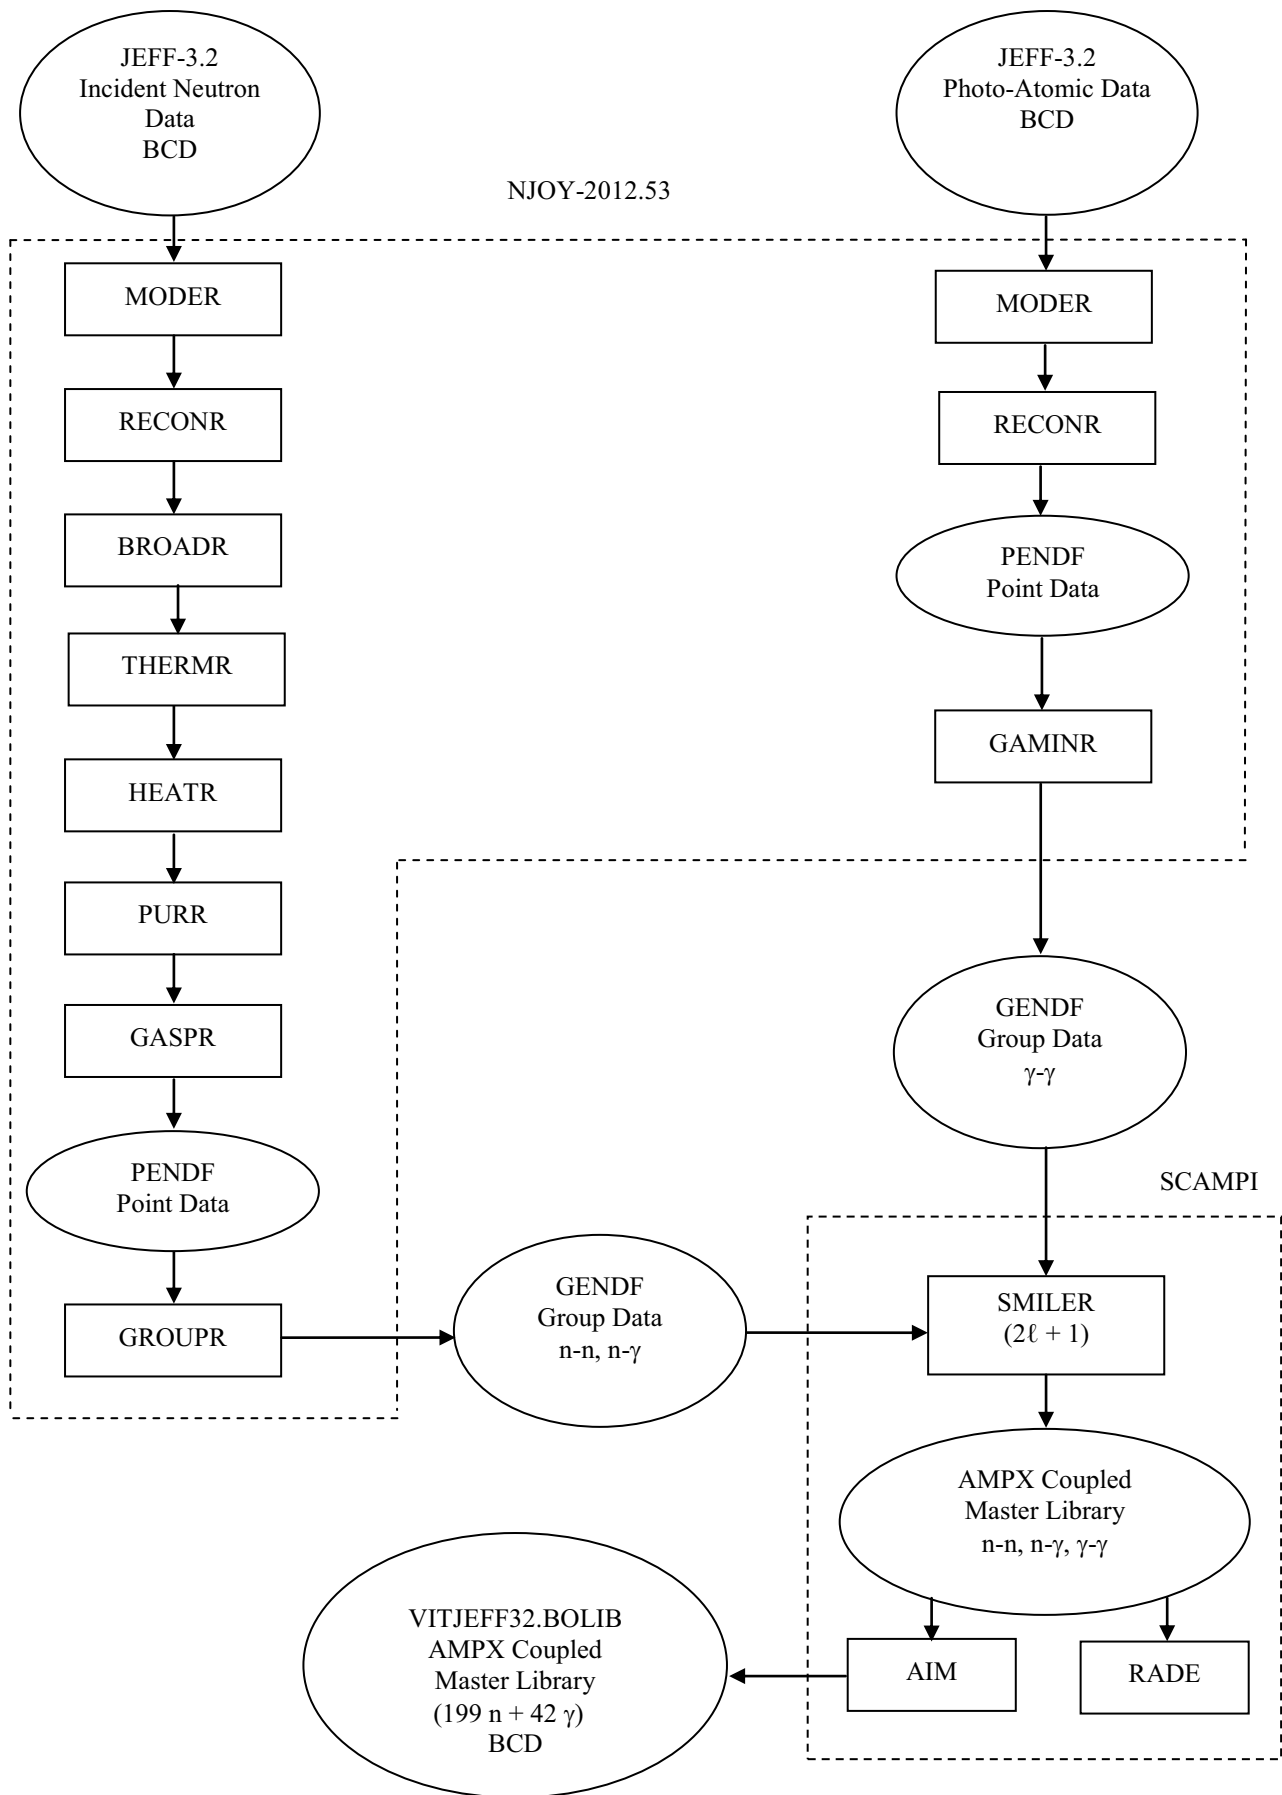 JEFF-3.2
Incident Neutron
Data
BCD
JEFF-3.2
Photo-Atomic Data
BCD
NJOY-2012.53
MODER
RECONR
BROADR
THERMR
HEATR
PURR
GASPR
PENDF
Point Data
GROUPR
MODER
RECONR
PENDF
Point Data
GAMINR
GENDF
Group Data
γ-γ
SCAMPI
GENDF
Group Data
n-n, n-γ
SMILER
(2ℓ + 1)
AMPX Coupled
Master Library
n-n, n-γ, γ-γ
AIM
RADE
VITJEFF32.BOLIB
AMPX Coupled
Master Library
(199 n + 42 γ)
BCD